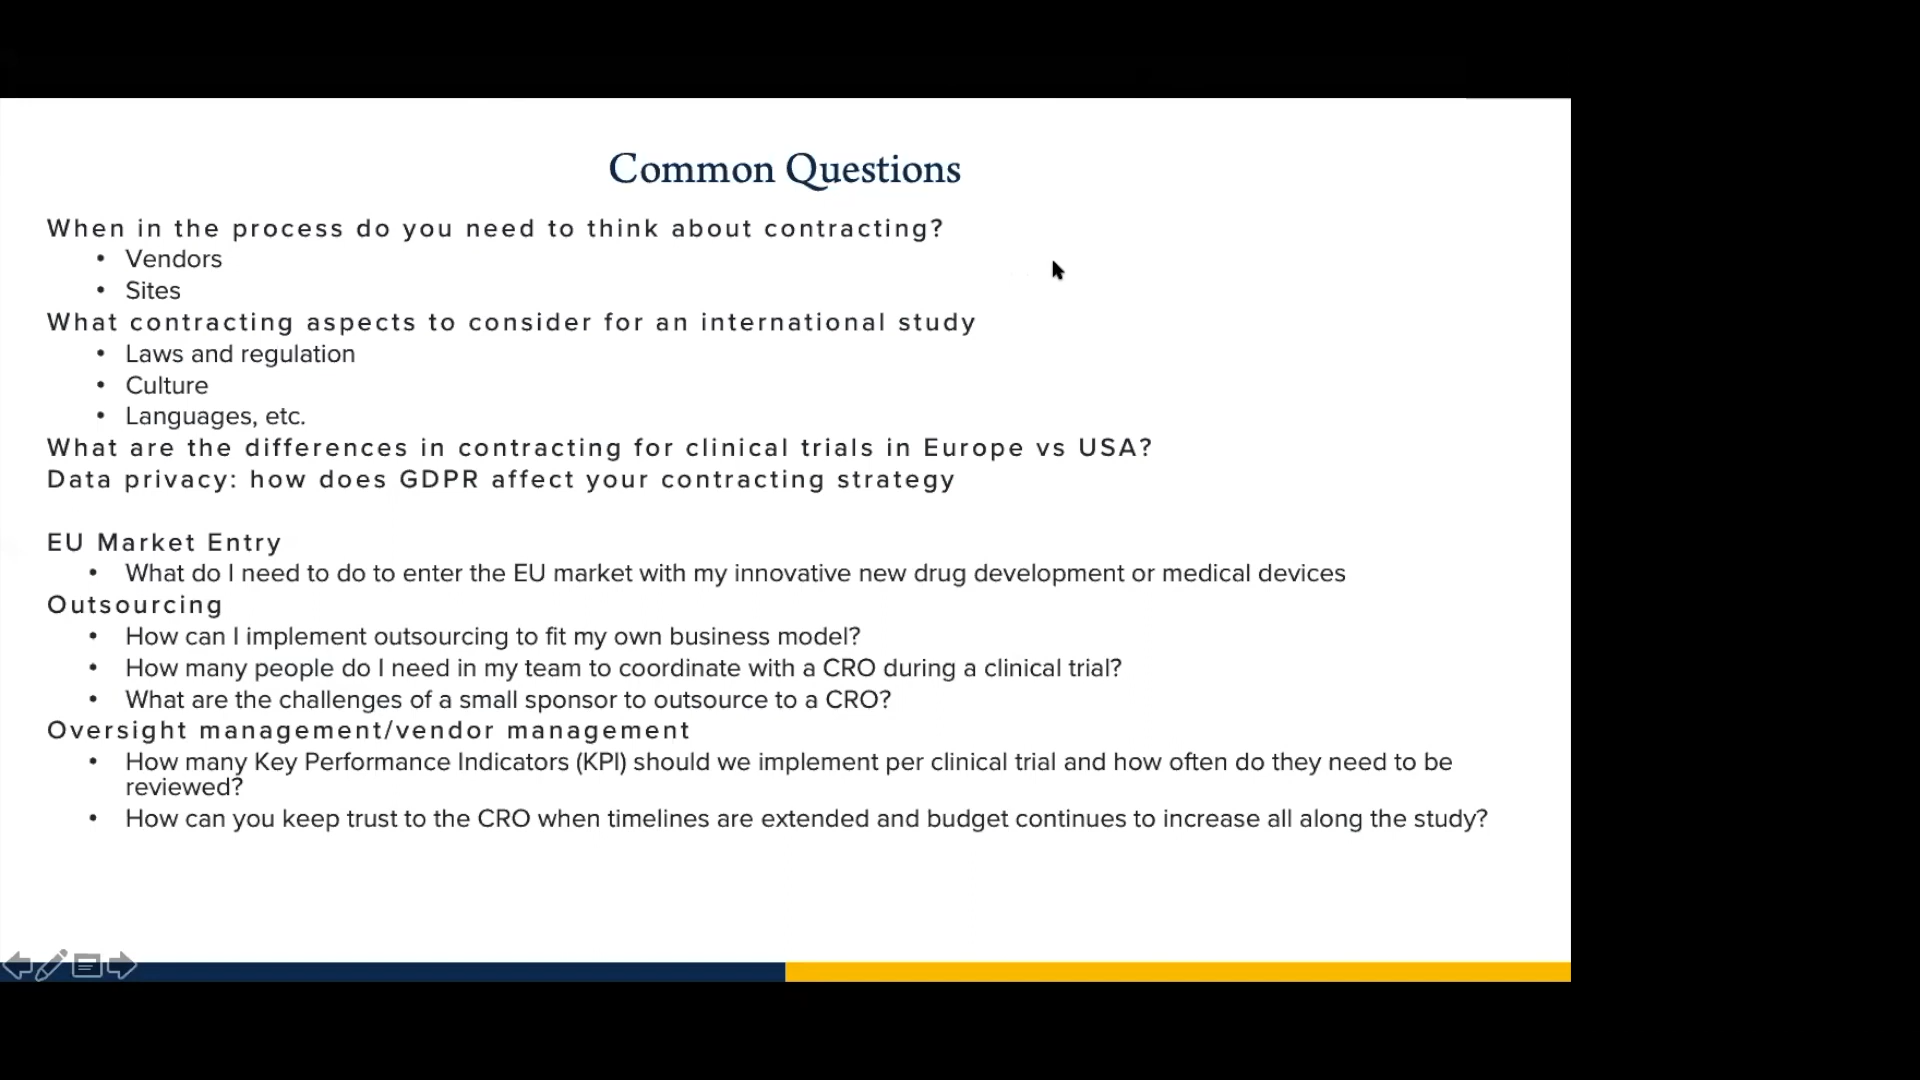 Common Questions
When in the process do you need to think about contracting?
• Vendors
• Sites
What contracting aspects to consider for an international study
• Laws and regulation
• Culture
• Languages, etc.
What are the differences in contracting for clinical trials in Europe vs USA?
Data privacy: how does GDPR affect your contracting strategy
EU Market Entry
• What do I need to do to enter the EU market with my innovative new drug development or medical devices
Outsourcing
• How can I implement outsourcing to fit my own business model?
• How many people do I need in my team to coordinate with a CRO during a clinical trial?
• What are the challenges of a small sponsor to outsource to a CRO?
Oversight management/vendor management
• How many Key Performance Indicators (KPI) should we implement per clinical trial and how often do they need to be
reviewed?
• How can you keep trust to the CRO when timelines are extended and budget continues to increase all along the study?